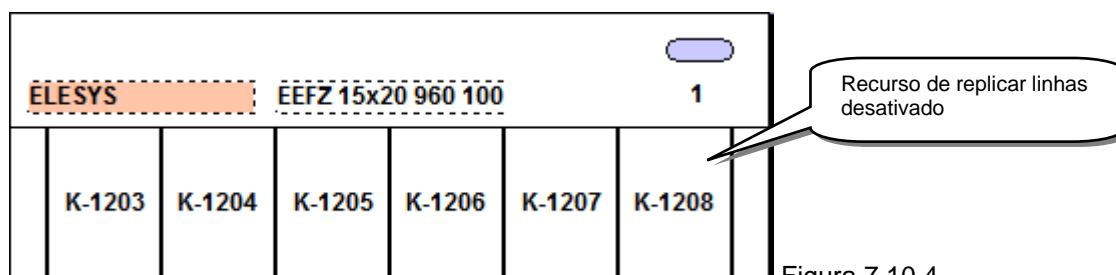 ELESYS EEFZ 15x20 960 100 1
Recurso de replicar linhas
desativado
K-1203 K-1204 K-1205 K-1206 K-1207 K-1208
Figura 7.10.4